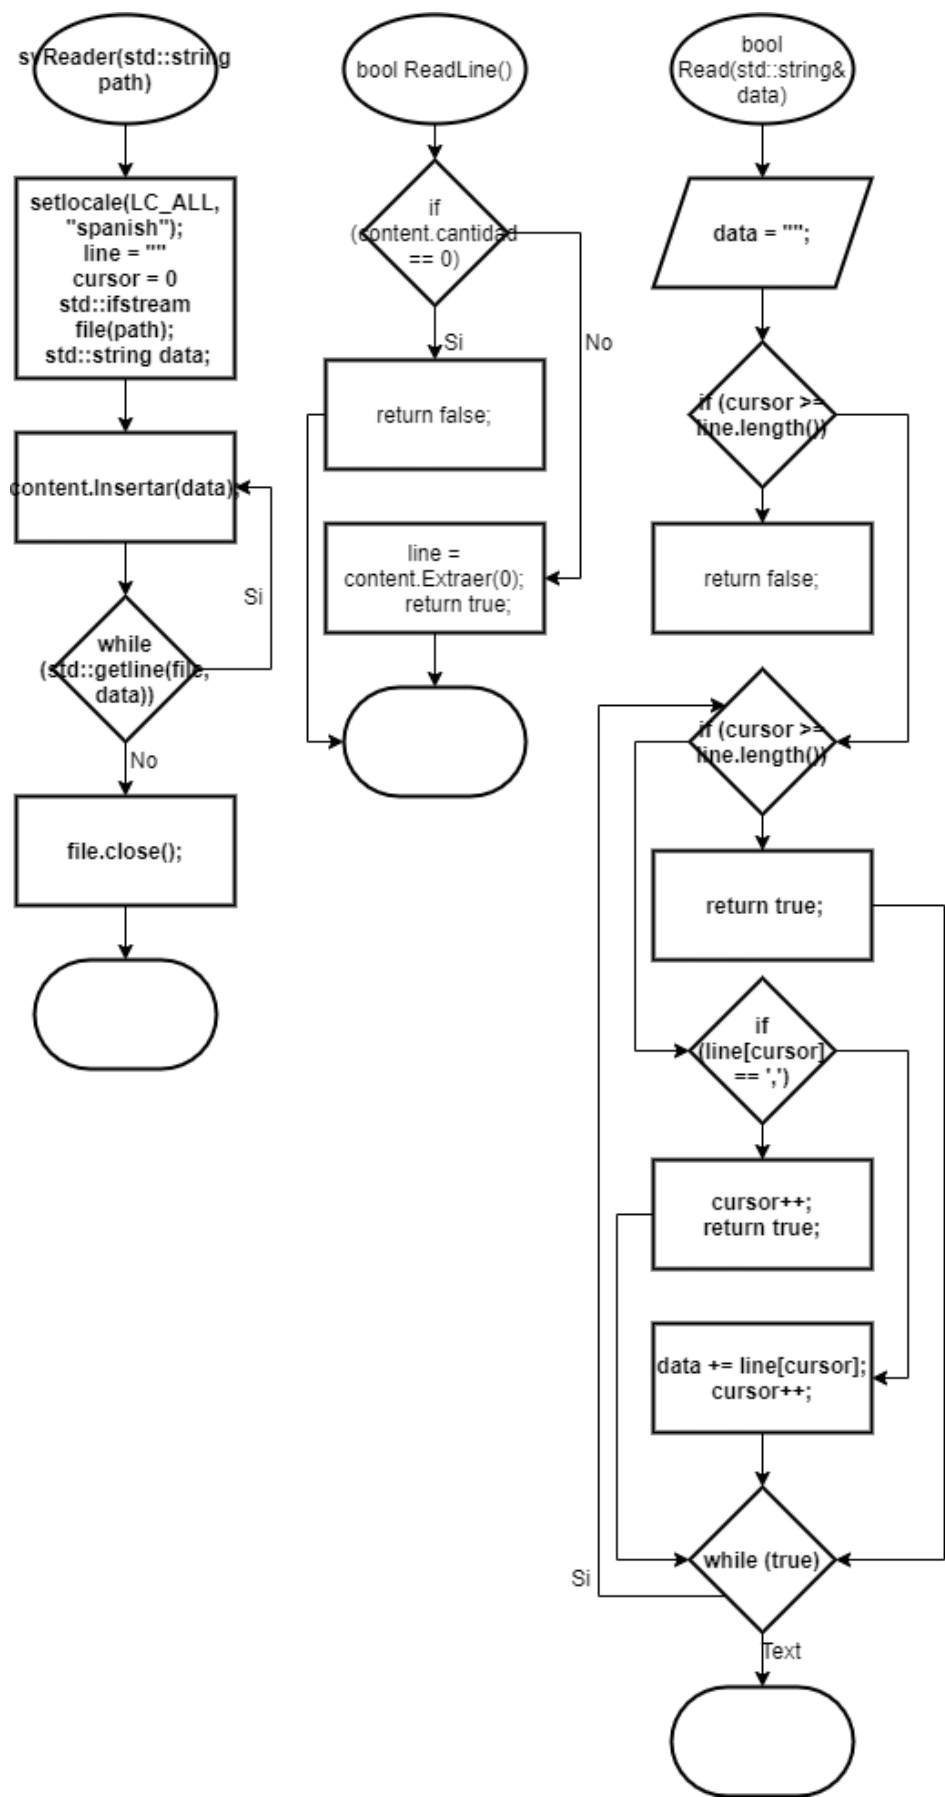 svReader(std::string
path)
setlocale(LC_ALL,
"spanish");
line = ""
cursor = 0
std::ifstream
file(path);
std::string data;
content.Insertar(data);
Si
while
(std::getline(file,
data))
No
file.close();
bool ReadLine()
if
(content.cantidad
== 0)
Si
No
return false;
line =
content.Extraer(0);
return true;
bool
Read(std::string&
data)
data = "";
if (cursor >=
line.length())
return false;
if (cursor >=
line.length())
return true;
if
(line[cursor]
== ',')
cursor++;
return true;
data += line[cursor];
cursor++;
while (true)
Si
Text